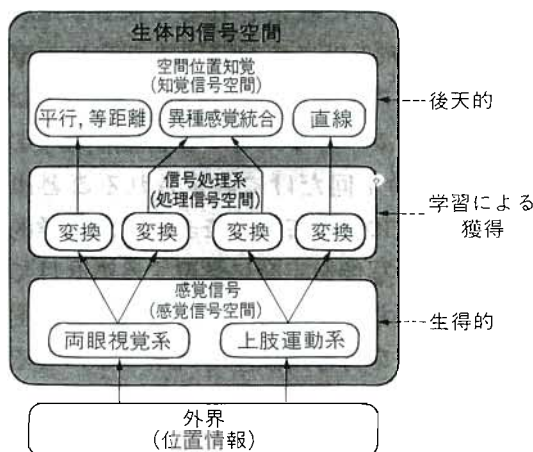 生体内信号空間
空間位置知覚
(知覚信号空間)
平行, 等距離
異種感覚統合
直線
後天的
信号処理系
(処理信号空間)
変換
変換
変換
変換
学習による
獲得
感覚信号
(感覚信号空間)
両眼視覚系
上肢運動系
生得的
外界
(位置情報)